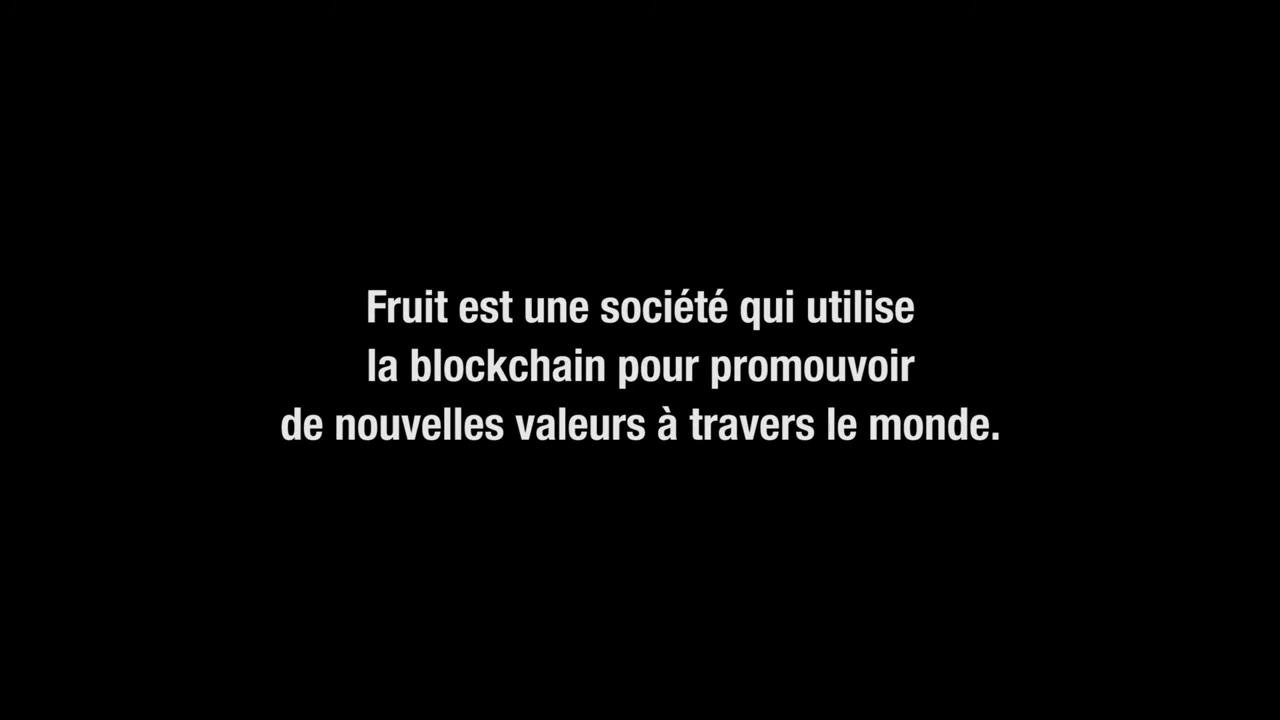 Fruit est une société qui utilise
la blockchain pour promouvoir
de nouvelles valeurs à travers le monde.